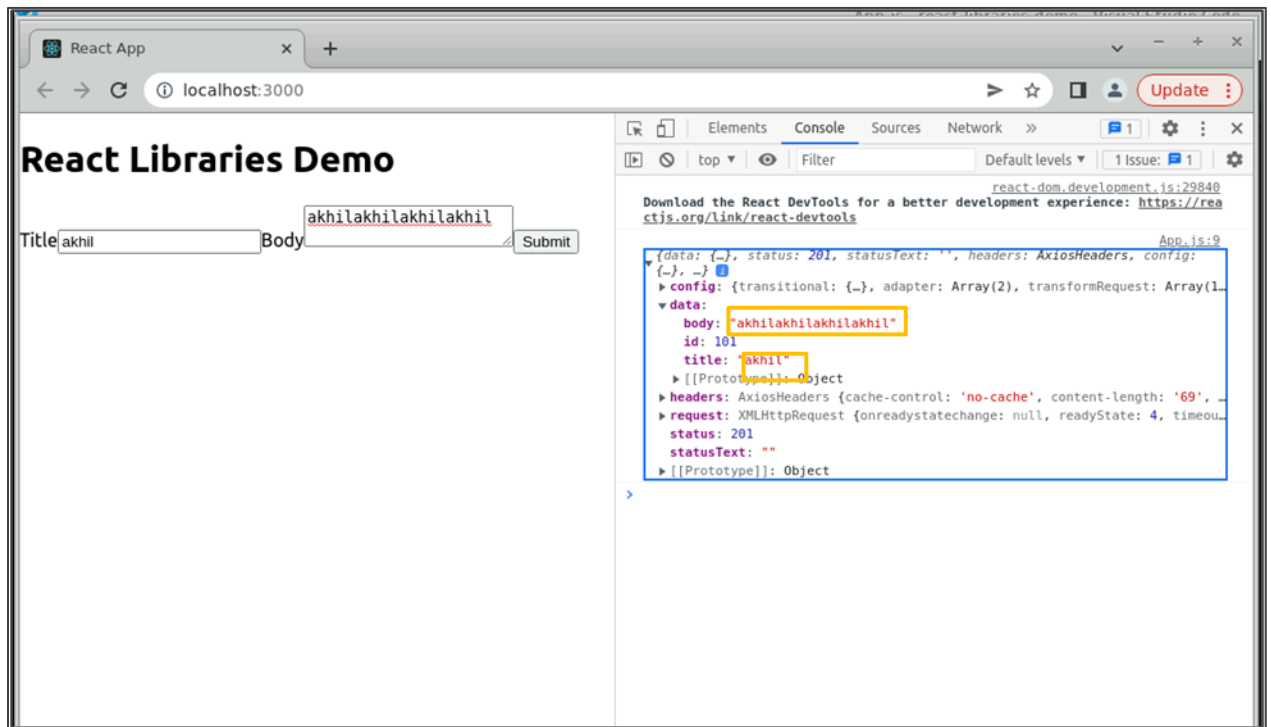 App.js - react-libraries-demo - Visual Studio Code
React App
localhost:3000
Update
React Libraries Demo
Title akhil Body akhilakhilakhilakhil Submit
Elements Console Sources Network » 1
top ▼ Filter Default levels ▼ 1 Issue: 1
react-dom.development.js:29840
Download the React DevTools for a better development experience: https://rea
ctjs.org/link/react-devtools
App.js:9
{data: {…}, status: 201, statusText: '', headers: AxiosHeaders, config:
{…}, …}
config: {transitional: {…}, adapter: Array(2), transformRequest: Array(1…
data:
body: "akhilakhilakhilakhil"
id: 101
title: "akhil"
[[Prototype]]: Object
headers: AxiosHeaders {cache-control: 'no-cache', content-length: '69', …
request: XMLHttpRequest {onreadystatechange: null, readyState: 4, timeou…
status: 201
statusText: ""
[[Prototype]]: Object